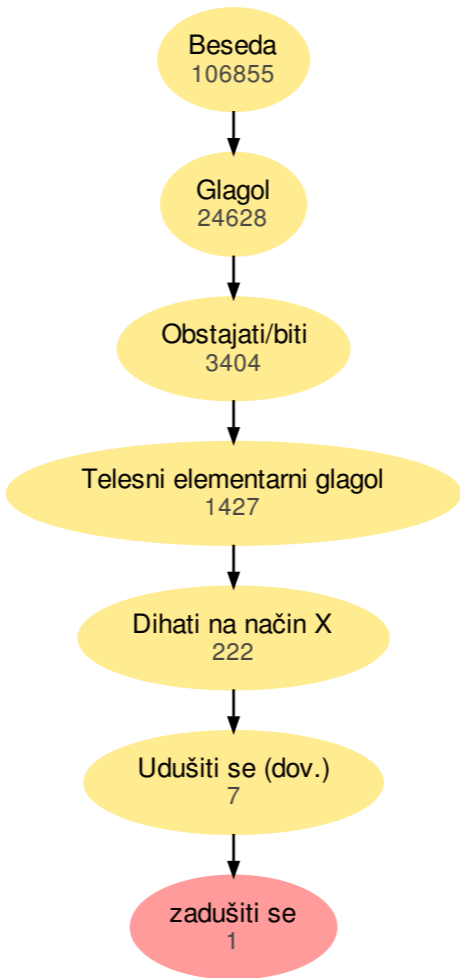 Beseda
106855
Glagol
24628
Obstajati/biti
3404
Telesni elementarni glagol
1427
Dihati na način X
222
Udušiti se (dov.)
7
zadušiti se
1